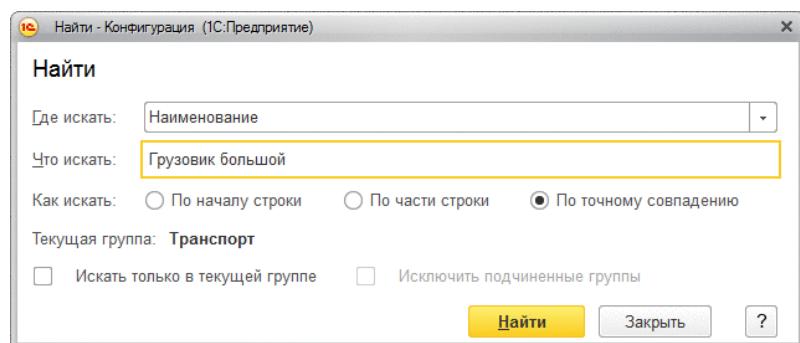 1С Найти - Конфигурация (1С:Предприятие)
Найти
Где искать: Наименование
Что искать: Грузовик большой
Как искать: По началу строки По части строки По точному совпадению
Текущая группа: Транспорт
Искать только в текущей группе Исключить подчиненные группы
Найти Закрыть ?